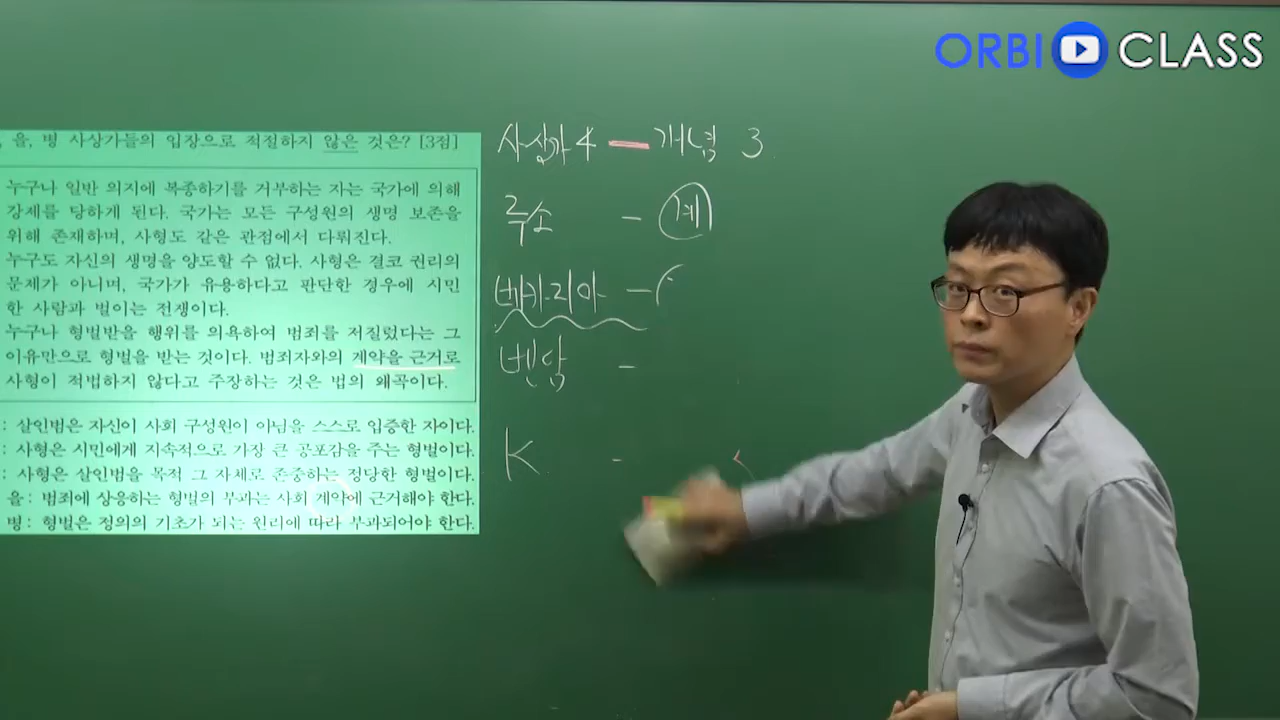 ORBI CLASS
, 을, 병 사상가들의 입장으로 적절하지 않은 것은? [3점]
누구나 일반 의지에 복종하기를 거부하는 자는 국가에 의해
강제를 당하게 된다. 국가는 모든 구성원의 생명 보존을
위해 존재하며, 사형도 같은 관점에서 다뤄진다.
누구도 자신의 생명을 양도할 수 없다. 사형은 결코 권리의
문제가 아니며, 국가가 유용하다고 판단한 경우에 시민
한 사람과 벌이는 전쟁이다.
누구나 형벌받을 행위를 의욕하여 범죄를 저질렀다는 그
이유만으로 형벌을 받는 것이다. 범죄자와의 계약을 근거로
사형이 적법하지 않다고 주장하는 것은 법의 왜곡이다.
: 살인범은 자신이 사회 구성원이 아님을 스스로 입증한 자이다.
: 사형은 시민에게 지속적으로 가장 큰 공포감을 주는 형벌이다.
: 사형은 살인범을 목적 그 자체로 존중하는 정당한 형벌이다.
을: 범죄에 상응하는 형벌의 부과는 사회 계약에 근거해야 한다.
병: 형벌은 정의의 기초가 되는 원리에 따라 부과되어야 한다.
사상가 4 - 개념 3
루소 - 계
베카리아 -
벤담 -
K -